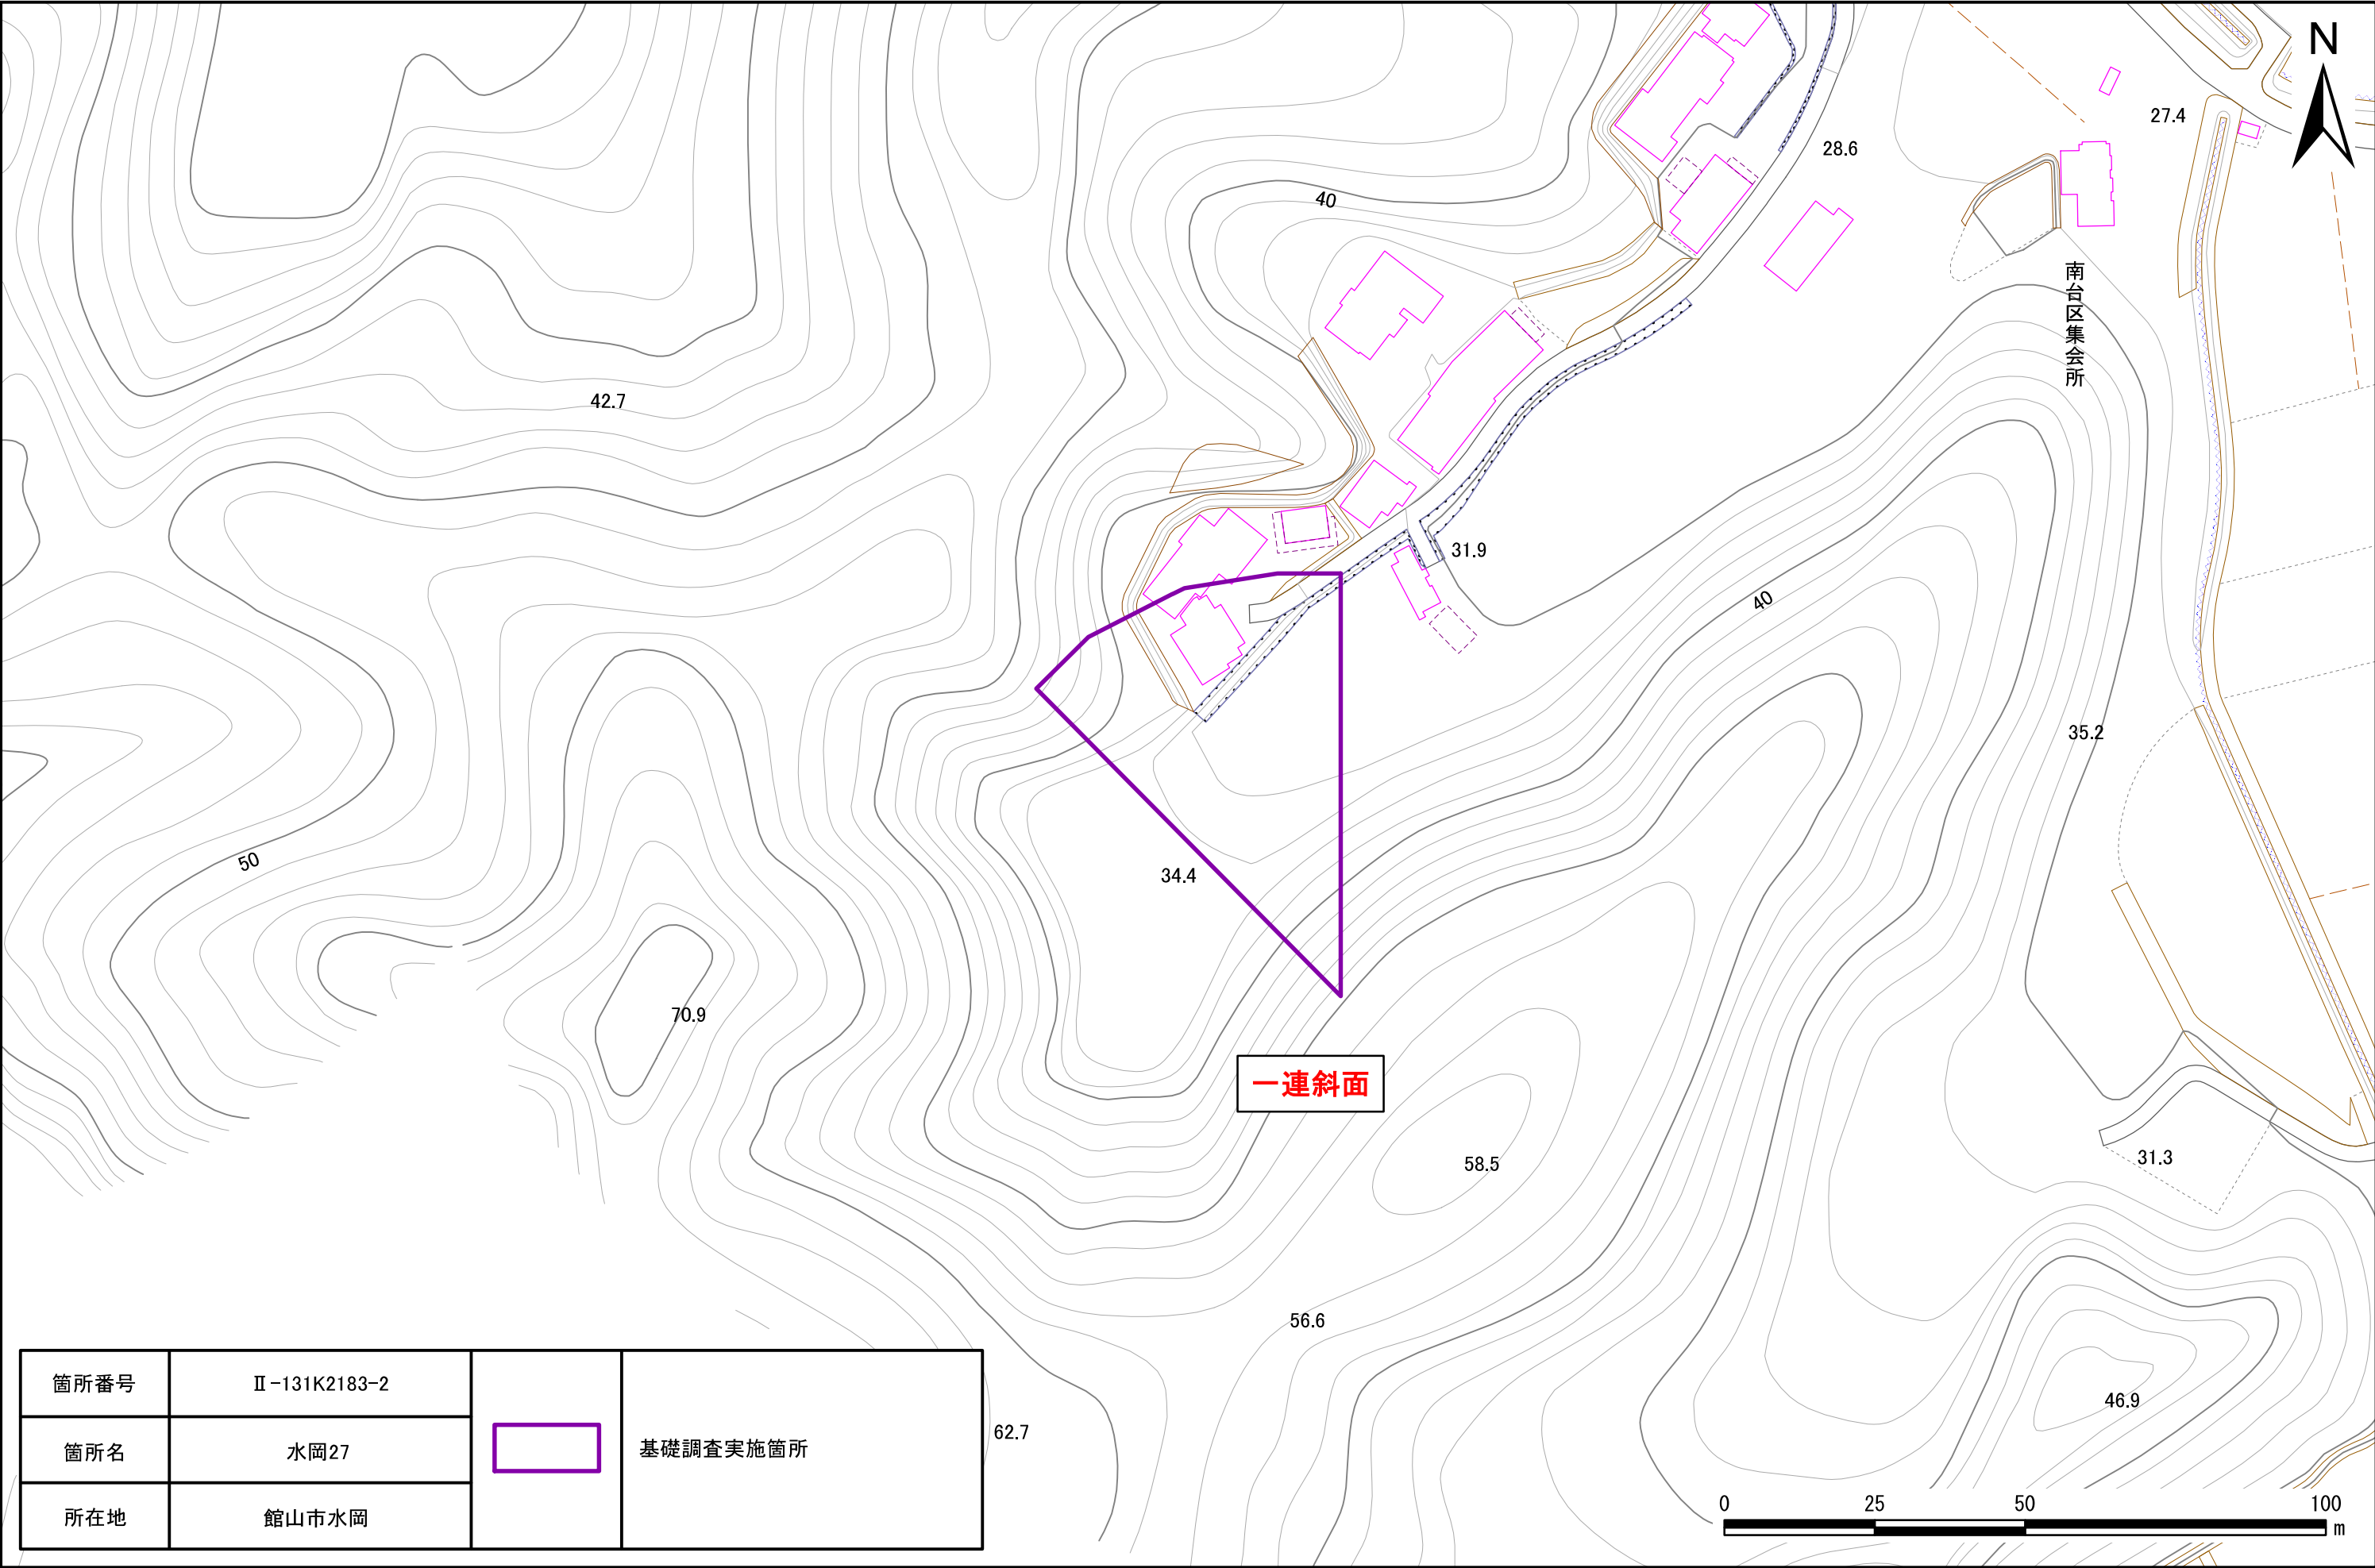 N
27.4
28.6
40
南台区集会所
42.7
31.9
40
35.2
50
34.4
70.9
一連斜面
58.5
31.3
56.6
46.9
62.7
箇所番号 Ⅱ-131K2183-2
箇所名 水岡27
所在地 館山市水岡
基礎調査実施箇所
0 25 50 100
m